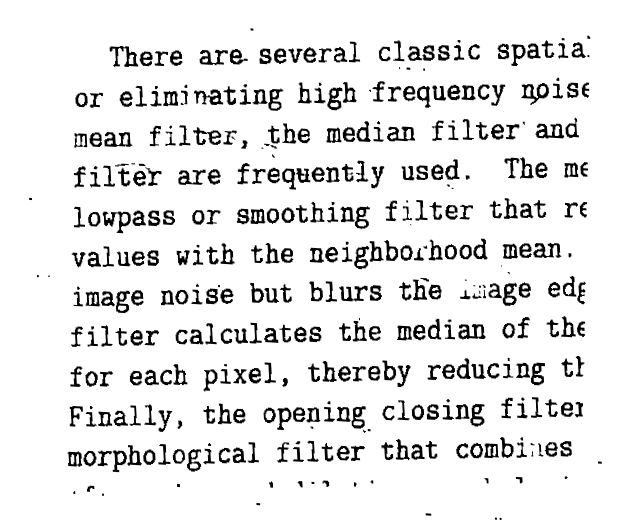 There are several classic spatial
or eliminating high frequency noise
mean filter, the median filter and
filter are frequently used. The me
lowpass or smoothing filter that re
values with the neighborhood mean.
image noise but blurs the image edg
filter calculates the median of the
for each pixel, thereby reducing th
Finally, the opening closing filter
morphological filter that combines